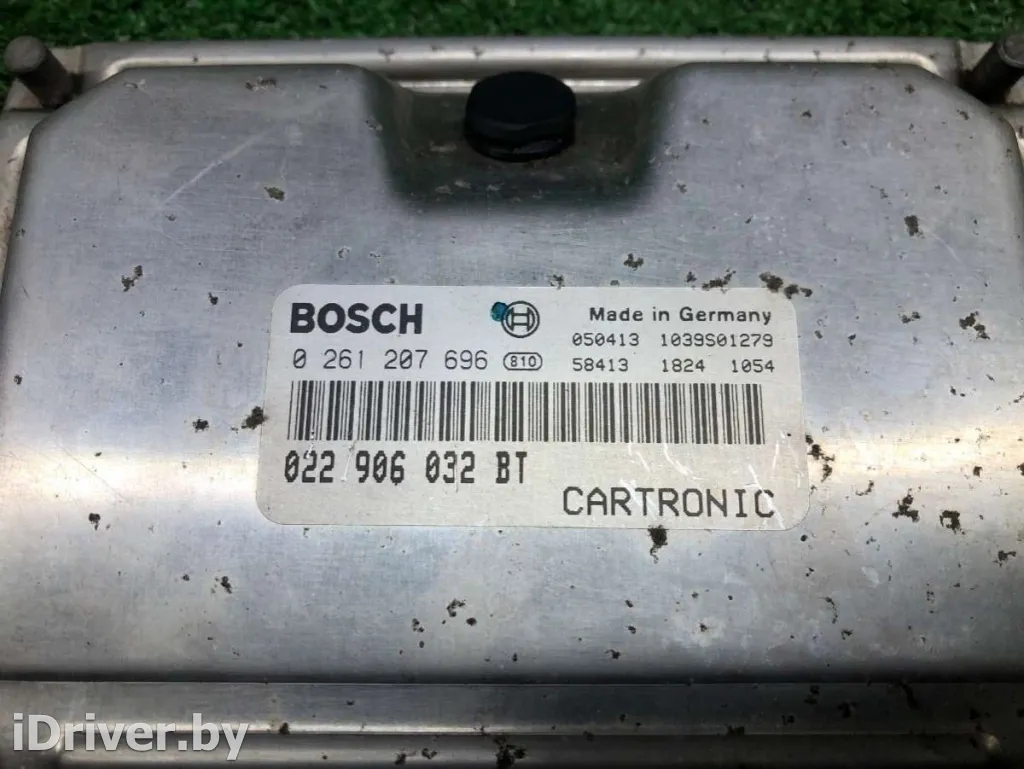 BOSCH
Made in Germany
050413 1039S01279
0 261 207 696 810
58413 1824 1054
022 906 032 BT
CARTRONIC
iDriver.by